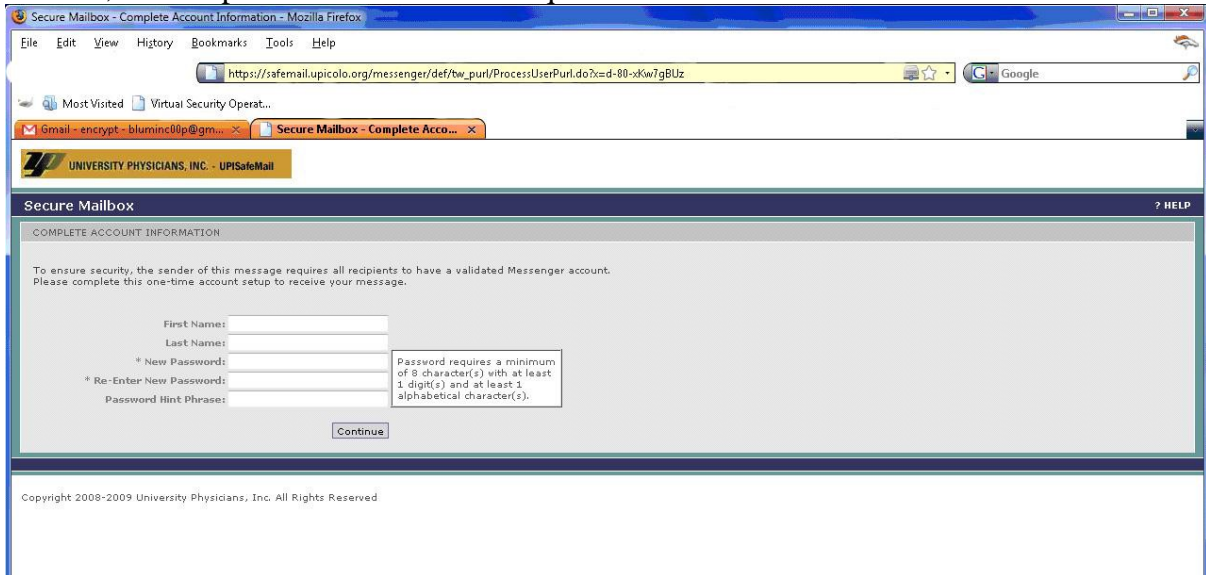 Secure Mailbox - Complete Account Information - Mozilla Firefox
File Edit View History Bookmarks Tools Help
https://safemail.upicolo.org/messenger/def/tw_purl/ProcessUserPurl.do?x=d-80-xKw7gBUz
Google
Most Visited Virtual Security Operat...
Gmail - encrypt - bluminc00p@gm... Secure Mailbox - Complete Acco...
UNIVERSITY PHYSICIANS, INC. - UPISafeMail
Secure Mailbox ? HELP
COMPLETE ACCOUNT INFORMATION
To ensure security, the sender of this message requires all recipients to have a validated Messenger account.
Please complete this one-time account setup to receive your message.
First Name:
Last Name:
* New Password:
* Re-Enter New Password:
Password Hint Phrase:
Password requires a minimum
of 8 character(s) with at least
1 digit(s) and at least 1
alphabetical character(s).
Continue
Copyright 2008-2009 University Physicians, Inc. All Rights Reserved